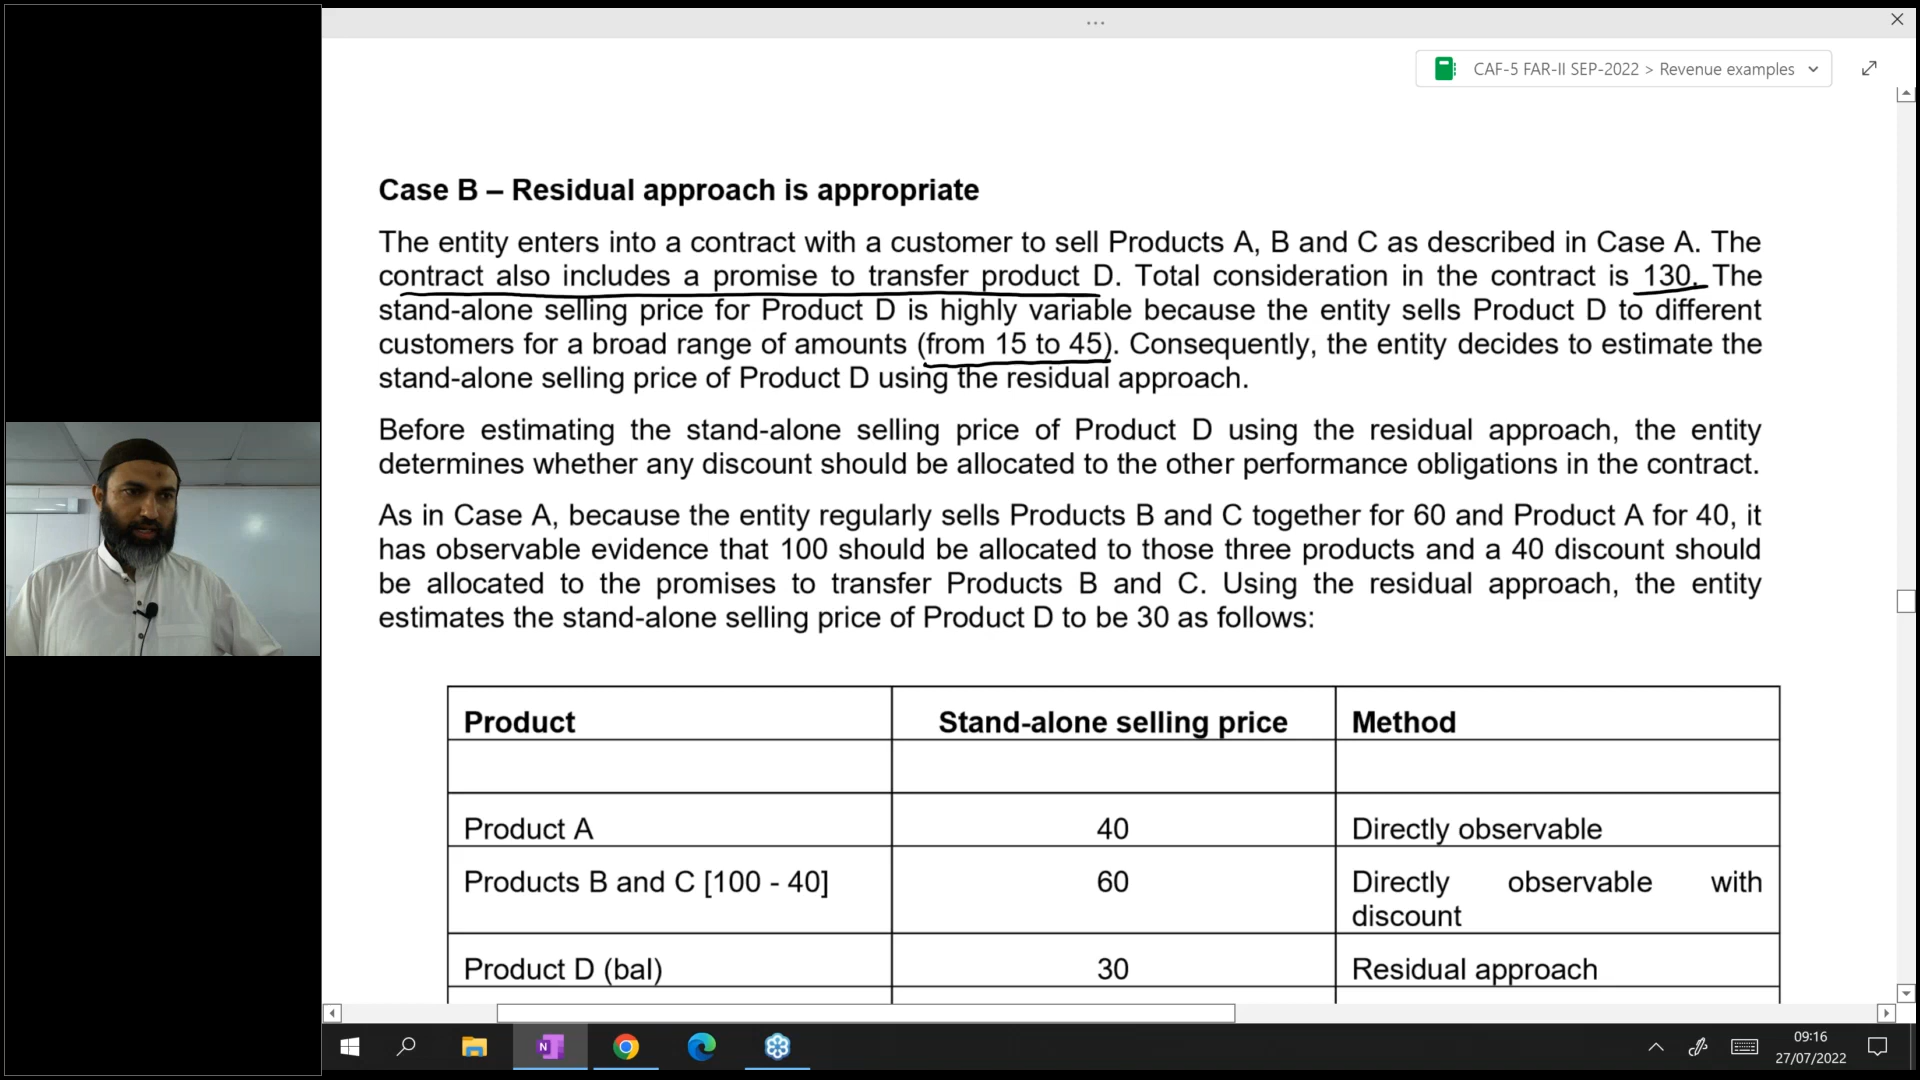 CAF-5 FAR-II SEP-2022 > Revenue examples
Case B – Residual approach is appropriate
The entity enters into a contract with a customer to sell Products A, B and C as described in Case A. The
contract also includes a promise to transfer product D. Total consideration in the contract is 130. The
stand-alone selling price for Product D is highly variable because the entity sells Product D to different
customers for a broad range of amounts (from 15 to 45). Consequently, the entity decides to estimate the
stand-alone selling price of Product D using the residual approach.
Before estimating the stand-alone selling price of Product D using the residual approach, the entity
determines whether any discount should be allocated to the other performance obligations in the contract.
As in Case A, because the entity regularly sells Products B and C together for 60 and Product A for 40, it
has observable evidence that 100 should be allocated to those three products and a 40 discount should
be allocated to the promises to transfer Products B and C. Using the residual approach, the entity
estimates the stand-alone selling price of Product D to be 30 as follows:
Product Stand-alone selling price Method
Product A 40 Directly observable
Products B and C [100 - 40] 60 Directly observable with
discount
Product D (bal) 30 Residual approach
09:16
27/07/2022